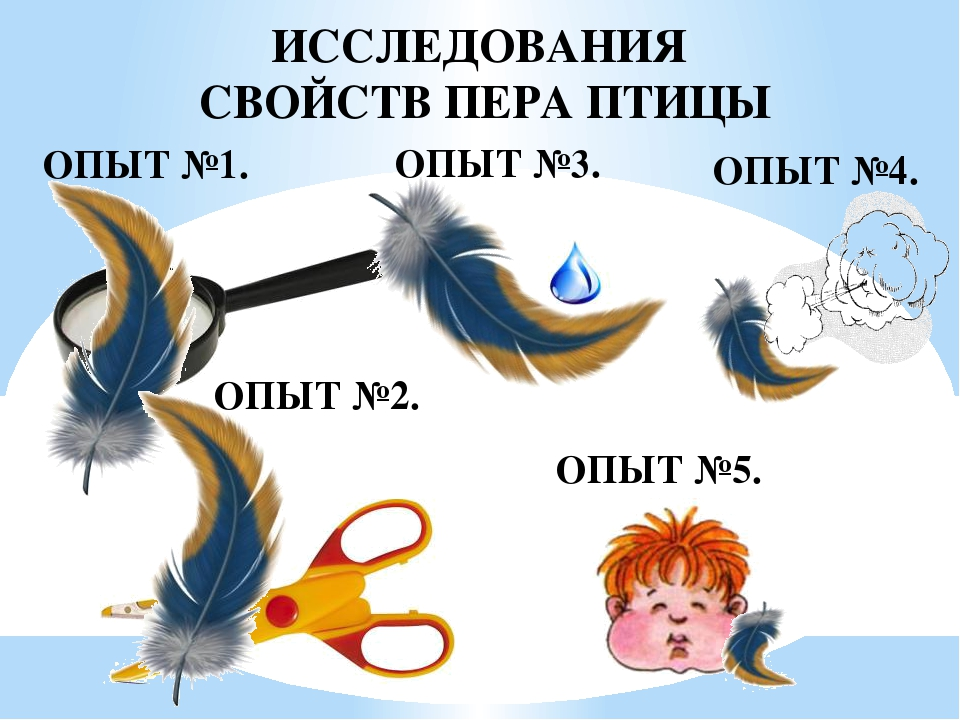 ИССЛЕДОВАНИЯ
СВОЙСТВ ПЕРА ПТИЦЫ
ОПЫТ №1.
ОПЫТ №3.
ОПЫТ №4.
ОПЫТ №2.
ОПЫТ №5.